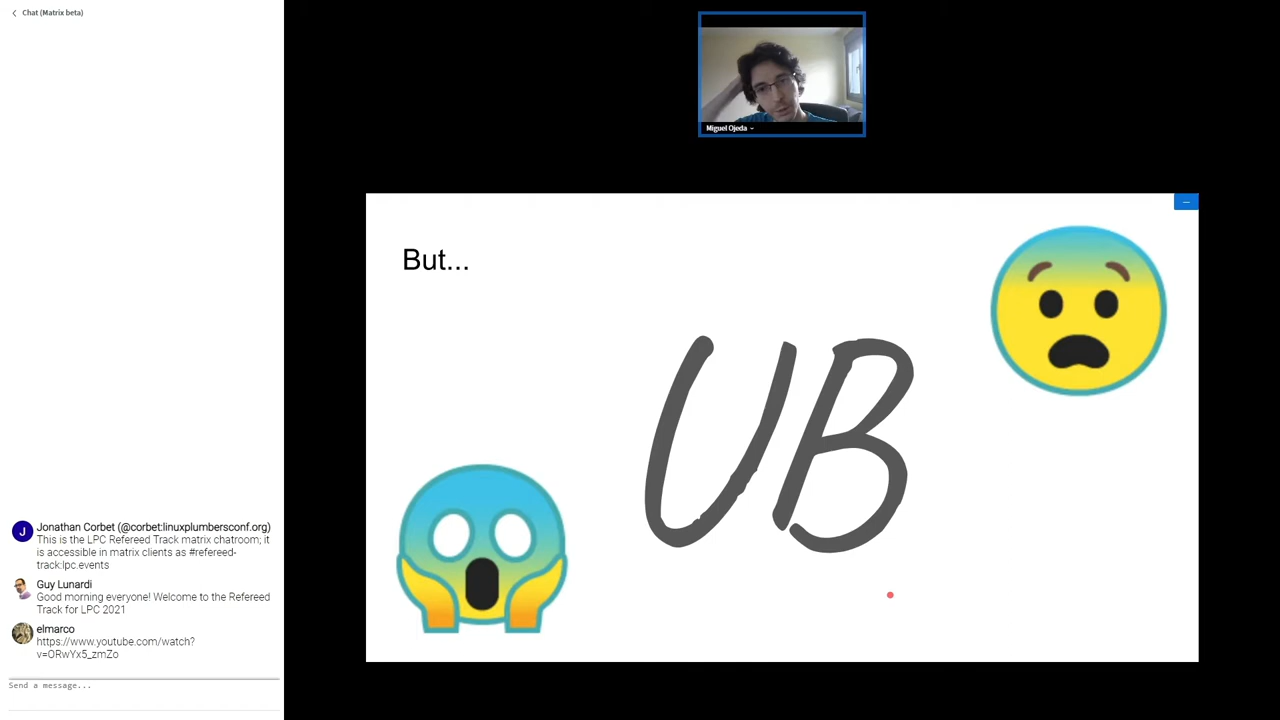 Chat (Matrix beta)
Miguel Ojeda
But...
UB
J
Jonathan Corbet (@corbet:linuxplumbersconf.org)
This is the LPC Refereed Track matrix chatroom; it
is accessible in matrix clients as #refereed-
track:lpc.events
Guy Lunardi
Good morning everyone! Welcome to the Refereed
Track for LPC 2021
elmarco
https://www.youtube.com/watch?
v=ORwYx5_zmZo
Send a message...